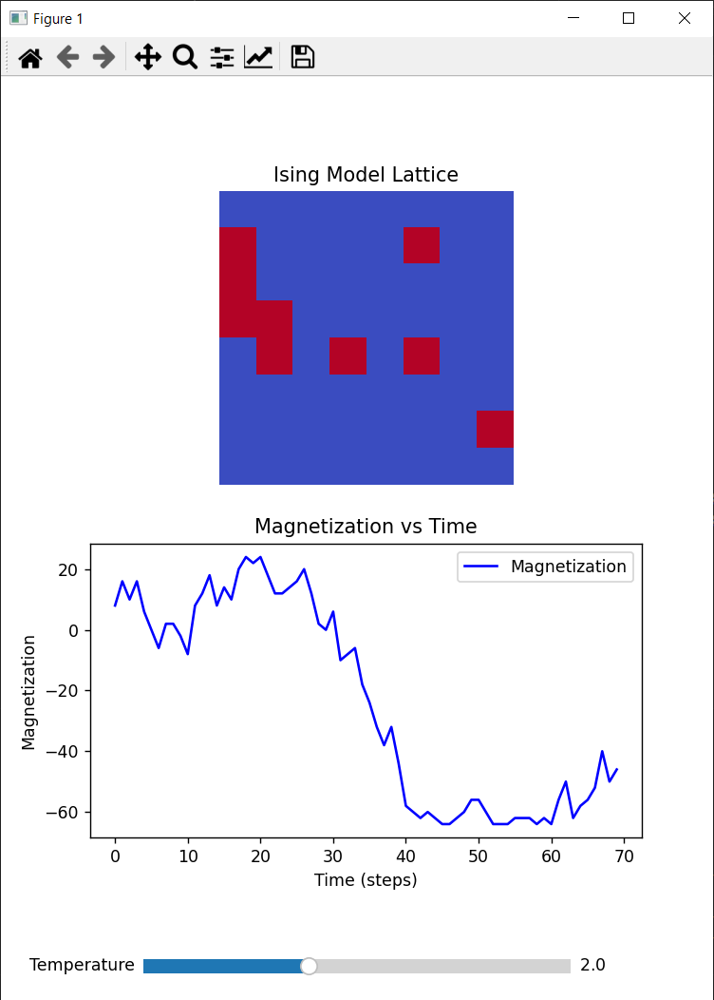 Figure 1
Ising Model Lattice
Magnetization vs Time
Magnetization
20
0
−20
−40
−60
Magnetization
0 10 20 30 40 50 60 70
Time (steps)
Temperature 2.0